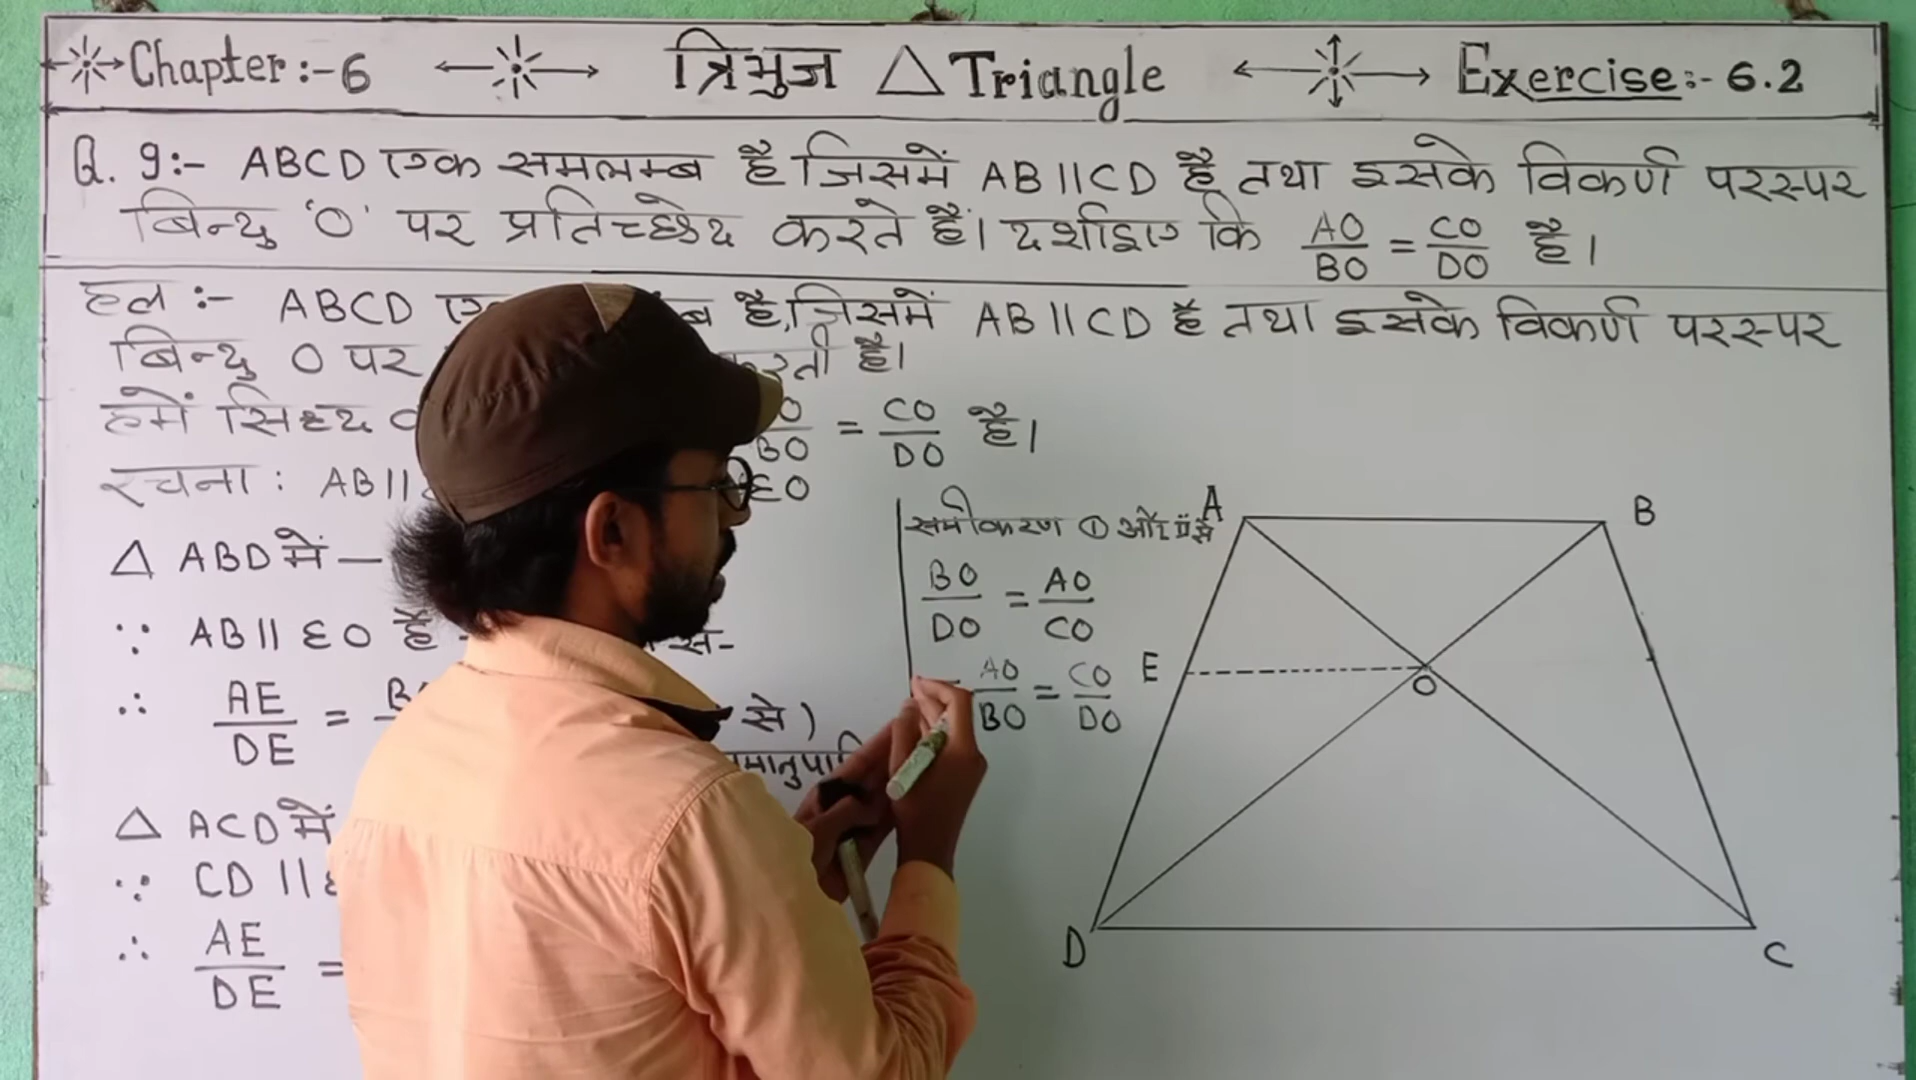 Chapter:-6 त्रिभुज △ Triangle Exercise:- 6.2
Q. 9:- ABCD एक समलम्ब है जिसमें AB||CD है तथा इसके विकर्ण परस्पर
बिन्दु 'O' पर प्रतिच्छेद करते हैं। दर्शाइए कि AO/BO = CO/DO है।
हल :- ABCD है, जिसमें AB||CD है तथा इसके विकर्ण परस्पर
बिन्दु O पर करती है।
हमें सिध्द BO = CO/DO है।
रचना : AB|| EO
△ ABD में —
∵ AB|| EO है
∴ AE/DE = से)
△ ACD में
∵ CD ||
∴ AE/DE =
समीकरण ① और ⑪ से
BO/DO = AO/CO
AO/BO = CO/DO
A
B
E
O
D
C